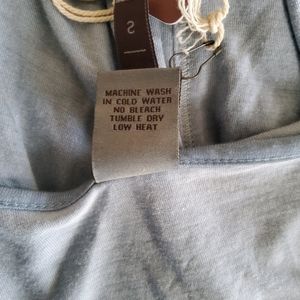 S
MACHINE WASH
IN COLD WATER
NO BLEACH
TUMBLE DRY
LOW HEAT